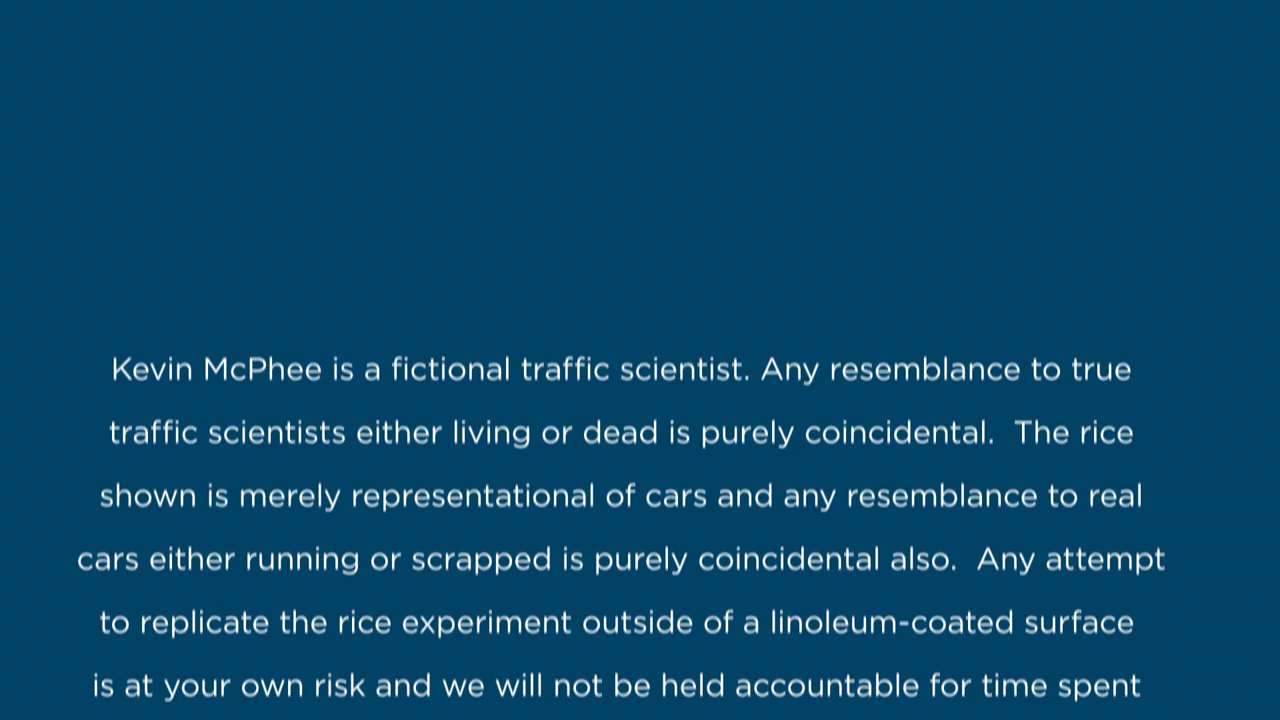 Kevin McPhee is a fictional traffic scientist. Any resemblance to true
traffic scientists either living or dead is purely coincidental.  The rice
shown is merely representational of cars and any resemblance to real
cars either running or scrapped is purely coincidental also.  Any attempt
to replicate the rice experiment outside of a linoleum-coated surface
is at your own risk and we will not be held accountable for time spent